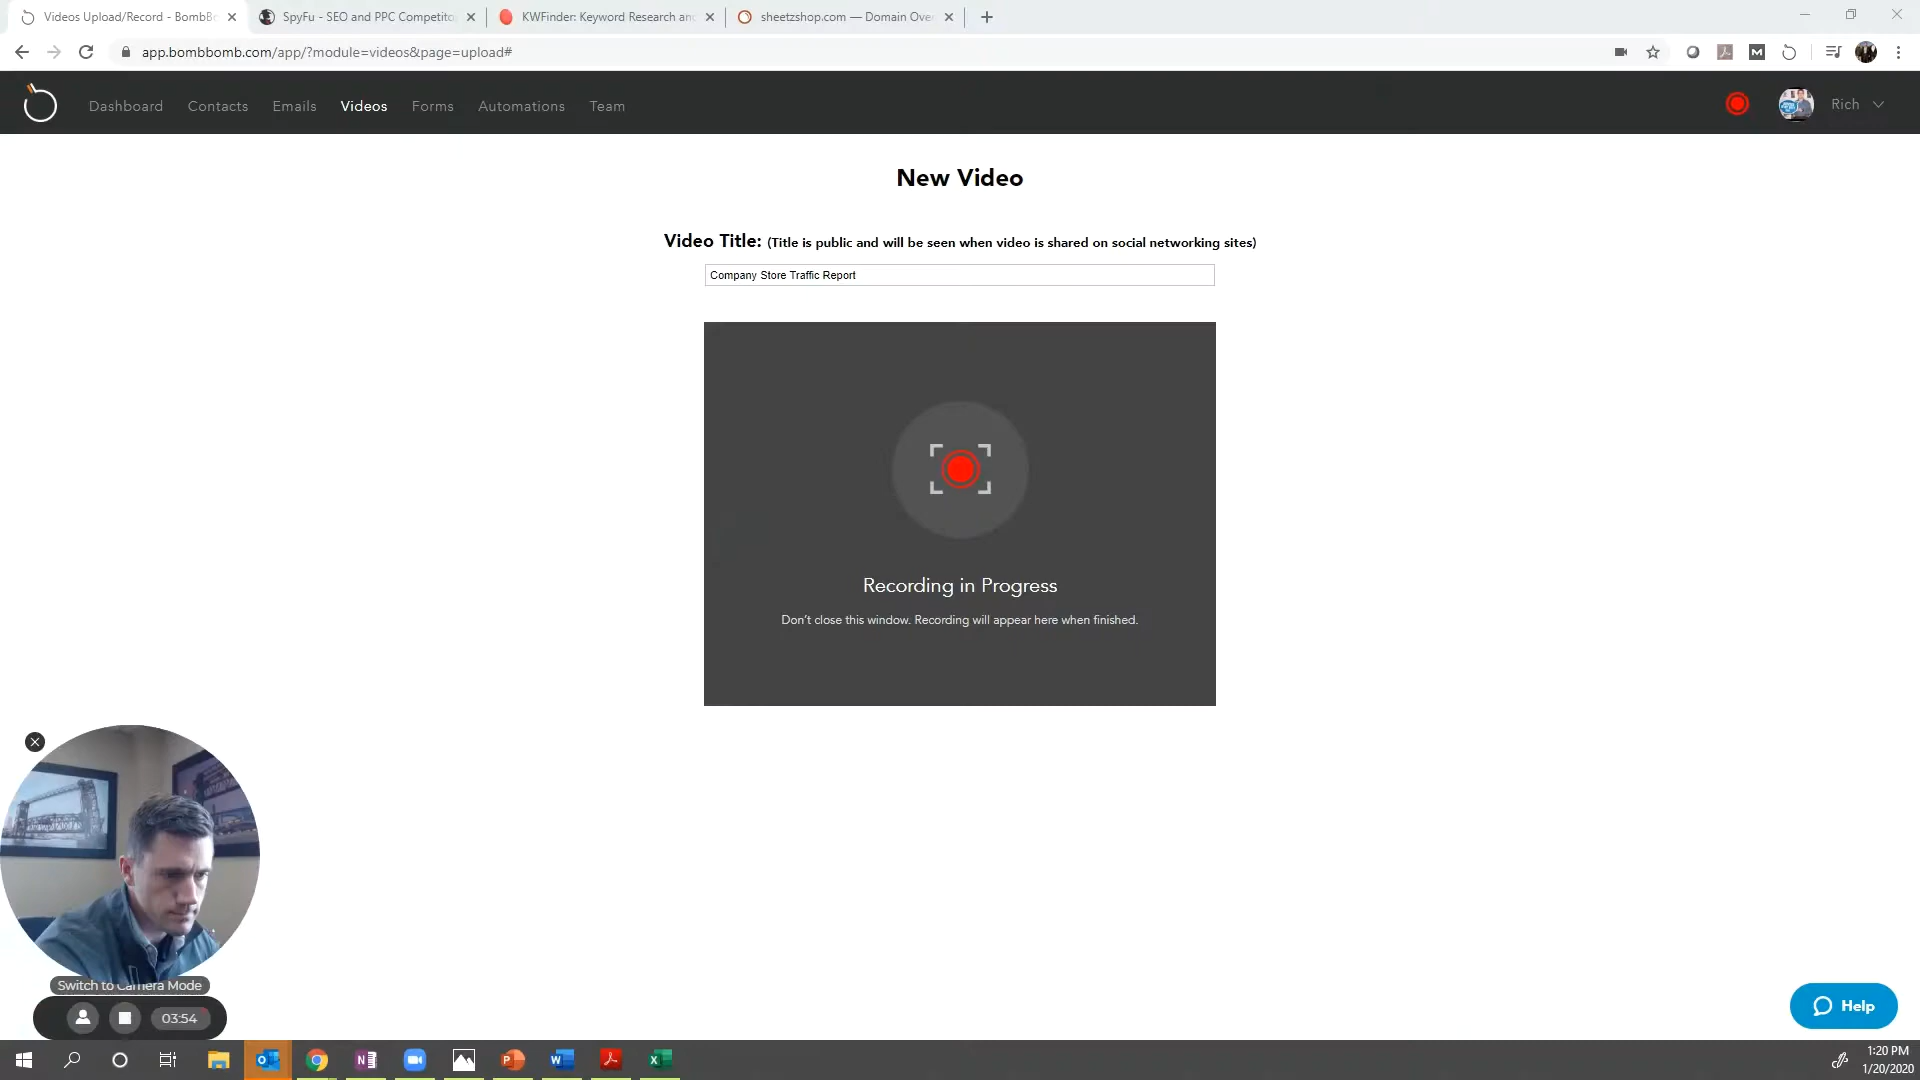 Videos Upload/Record - BombBo
SpyFu - SEO and PPC Competito
KWFinder: Keyword Research and
sheetzshop.com — Domain Over
app.bombbomb.com/app/?module=videos&page=upload#
Dashboard
Contacts
Emails
Videos
Forms
Automations
Team
Rich
New Video
Video Title: (Title is public and will be seen when video is shared on social networking sites)
Company Store Traffic Report
Recording in Progress
Don't close this window. Recording will appear here when finished.
Switch to Camera Mode
03:54
Help
1:20 PM
1/20/2020